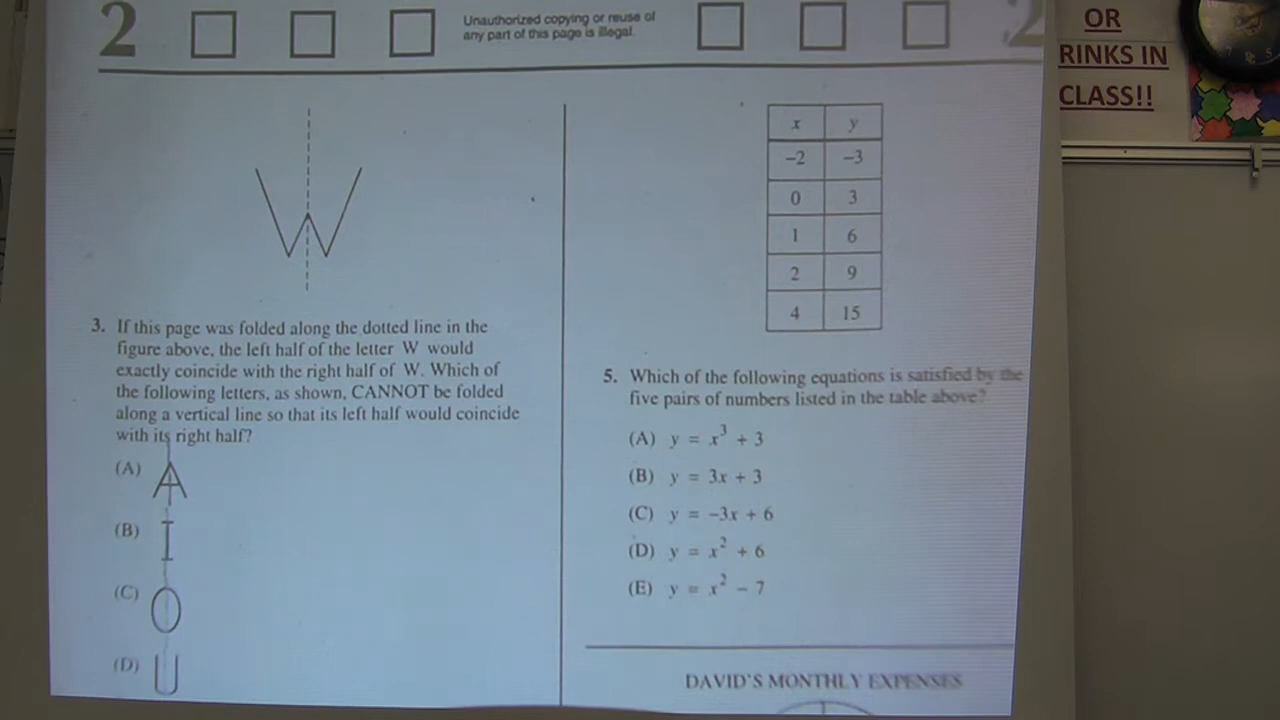 2
Unauthorized copying or reuse of
any part of this page is illegal.
2
OR
RINKS IN
CLASS!!
W
3. If this page was folded along the dotted line in the
figure above, the left half of the letter W would
exactly coincide with the right half of W. Which of
the following letters, as shown, CANNOT be folded
along a vertical line so that its left half would coincide
with its right half?
(A) A
(B) I
(C) O
(D) U
x y
-2 -3
0 3
1 6
2 9
4 15
5. Which of the following equations is satisfied by the
five pairs of numbers listed in the table above?
(A) y = x³ + 3
(B) y = 3x + 3
(C) y = -3x + 6
(D) y = x² + 6
(E) y = x² - 7
DAVID'S MONTHLY EXPENSES